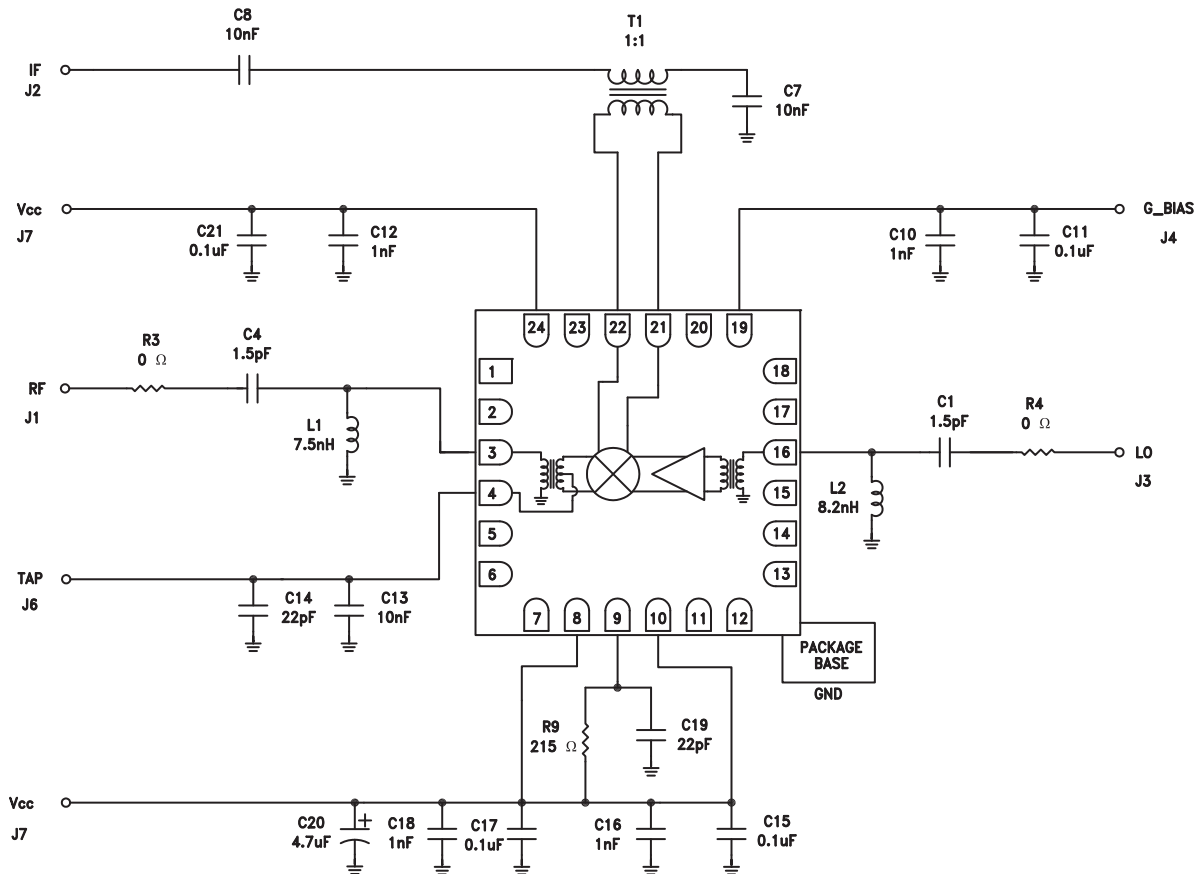 C8
10nF
T1
1:1
IF
J2
C7
10nF
Vcc
J7
C21
0.1uF
C12
1nF
G_BIAS
J4
C10
1nF
C11
0.1uF
24
23
22
21
20
19
R3
0 Ω
C4
1.5pF
RF
J1
L1
7.5nH
1
2
3
4
5
6
18
17
16
15
14
13
C1
1.5pF
R4
0 Ω
LO
J3
L2
8.2nH
TAP
J6
C14
22pF
C13
10nF
7
8
9
10
11
12
PACKAGE
BASE
GND
R9
215 Ω
C19
22pF
Vcc
J7
C20
4.7uF
+
C18
1nF
C17
0.1uF
C16
1nF
C15
0.1uF